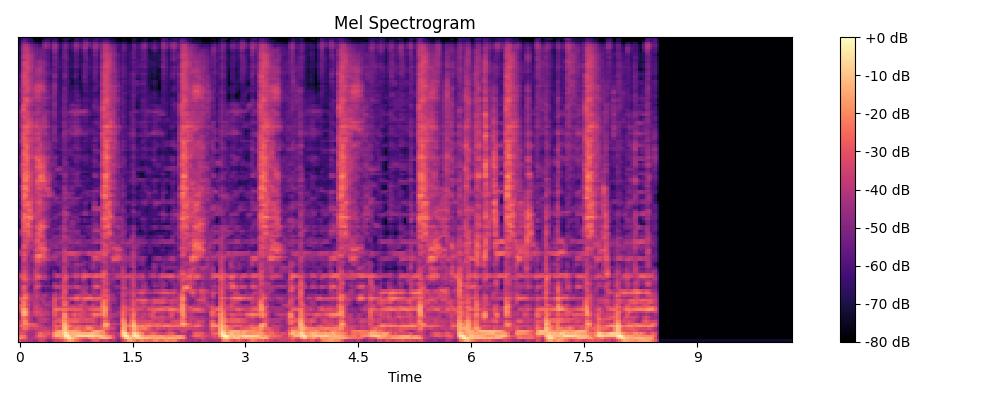 Mel Spectrogram
+0 dB
-10 dB
-20 dB
-30 dB
-40 dB
-50 dB
-60 dB
-70 dB
-80 dB
0 1.5 3 4.5 6 7.5 9
Time